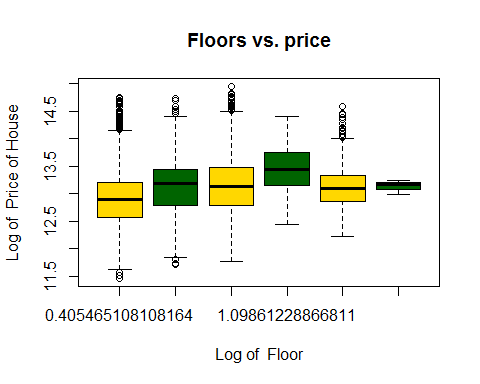 Floors vs. price
Log of Price of House
14.5
13.5
12.5
11.5
0.405465108108164 1.09861228866811
Log of Floor